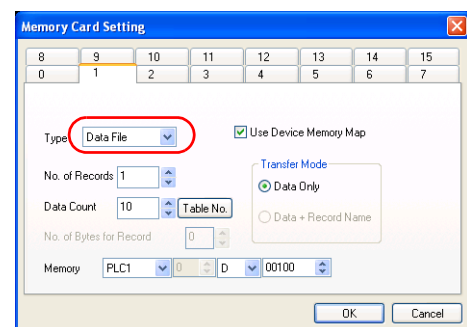 Memory Card Setting
8 9 10 11 12 13 14 15
0 1 2 3 4 5 6 7
Type Data File Use Device Memory Map
Transfer Mode
No. of Records 1
Data Only
Data Count 10 Table No.
Data + Record Name
No. of Bytes for Record 0
Memory PLC1 0 D 00100
OK Cancel